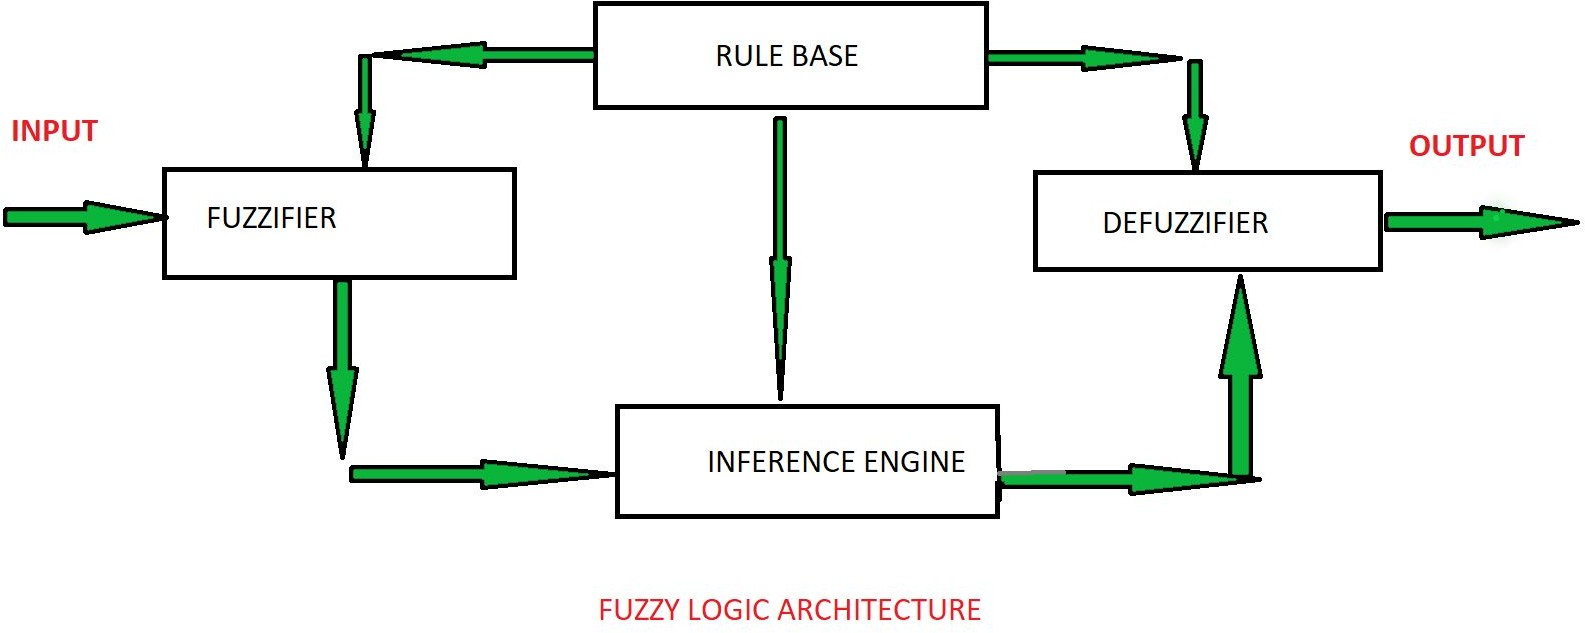 RULE BASE
INPUT
OUTPUT
FUZZIFIER
DEFUZZIFIER
INFERENCE ENGINE
FUZZY LOGIC ARCHITECTURE